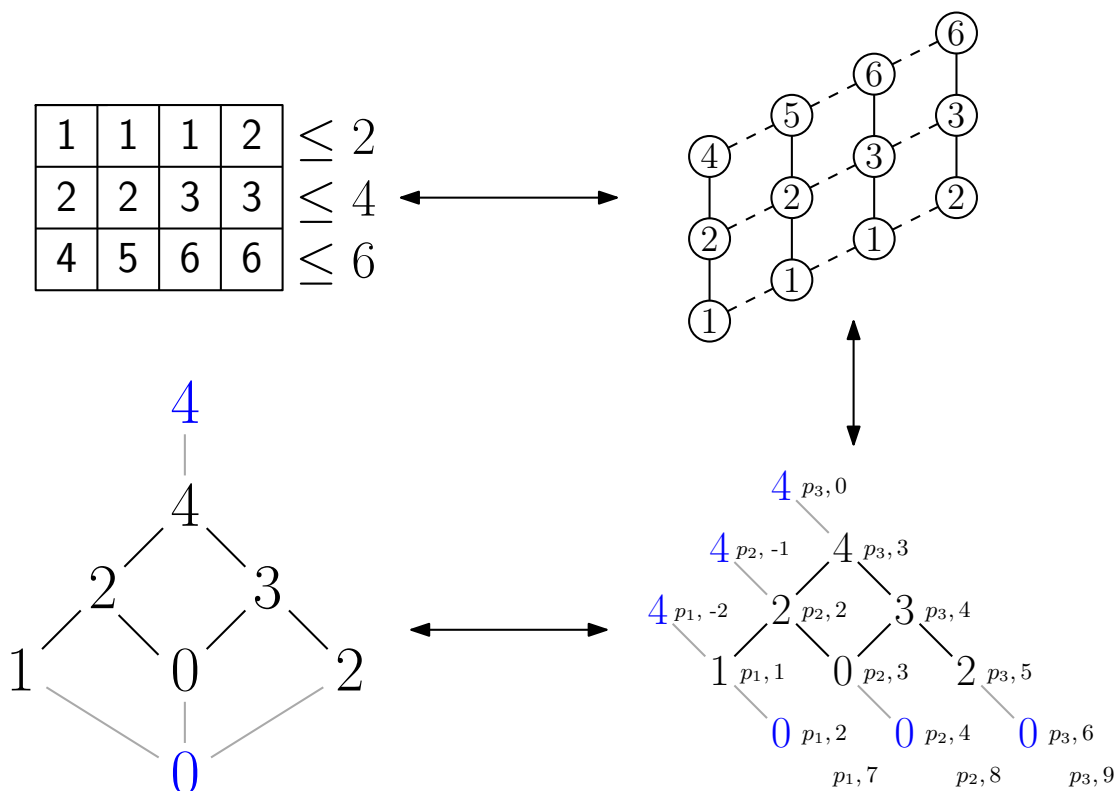 1 1 1 2 ≤ 2
2 2 3 3 ≤ 4
4 5 6 6 ≤ 6
6
6
5
4 3
3
2 2
2 1
1
1
4
4
2 3
1 0 2
0
4 p₃, 0
4 p₂, -1 4 p₃, 3
4 p₁, -2 2 p₂, 2 3 p₃, 4
1 p₁, 1 0 p₂, 3 2 p₃, 5
0 p₁, 2 0 p₂, 4 0 p₃, 6
p₁, 7 p₂, 8 p₃, 9